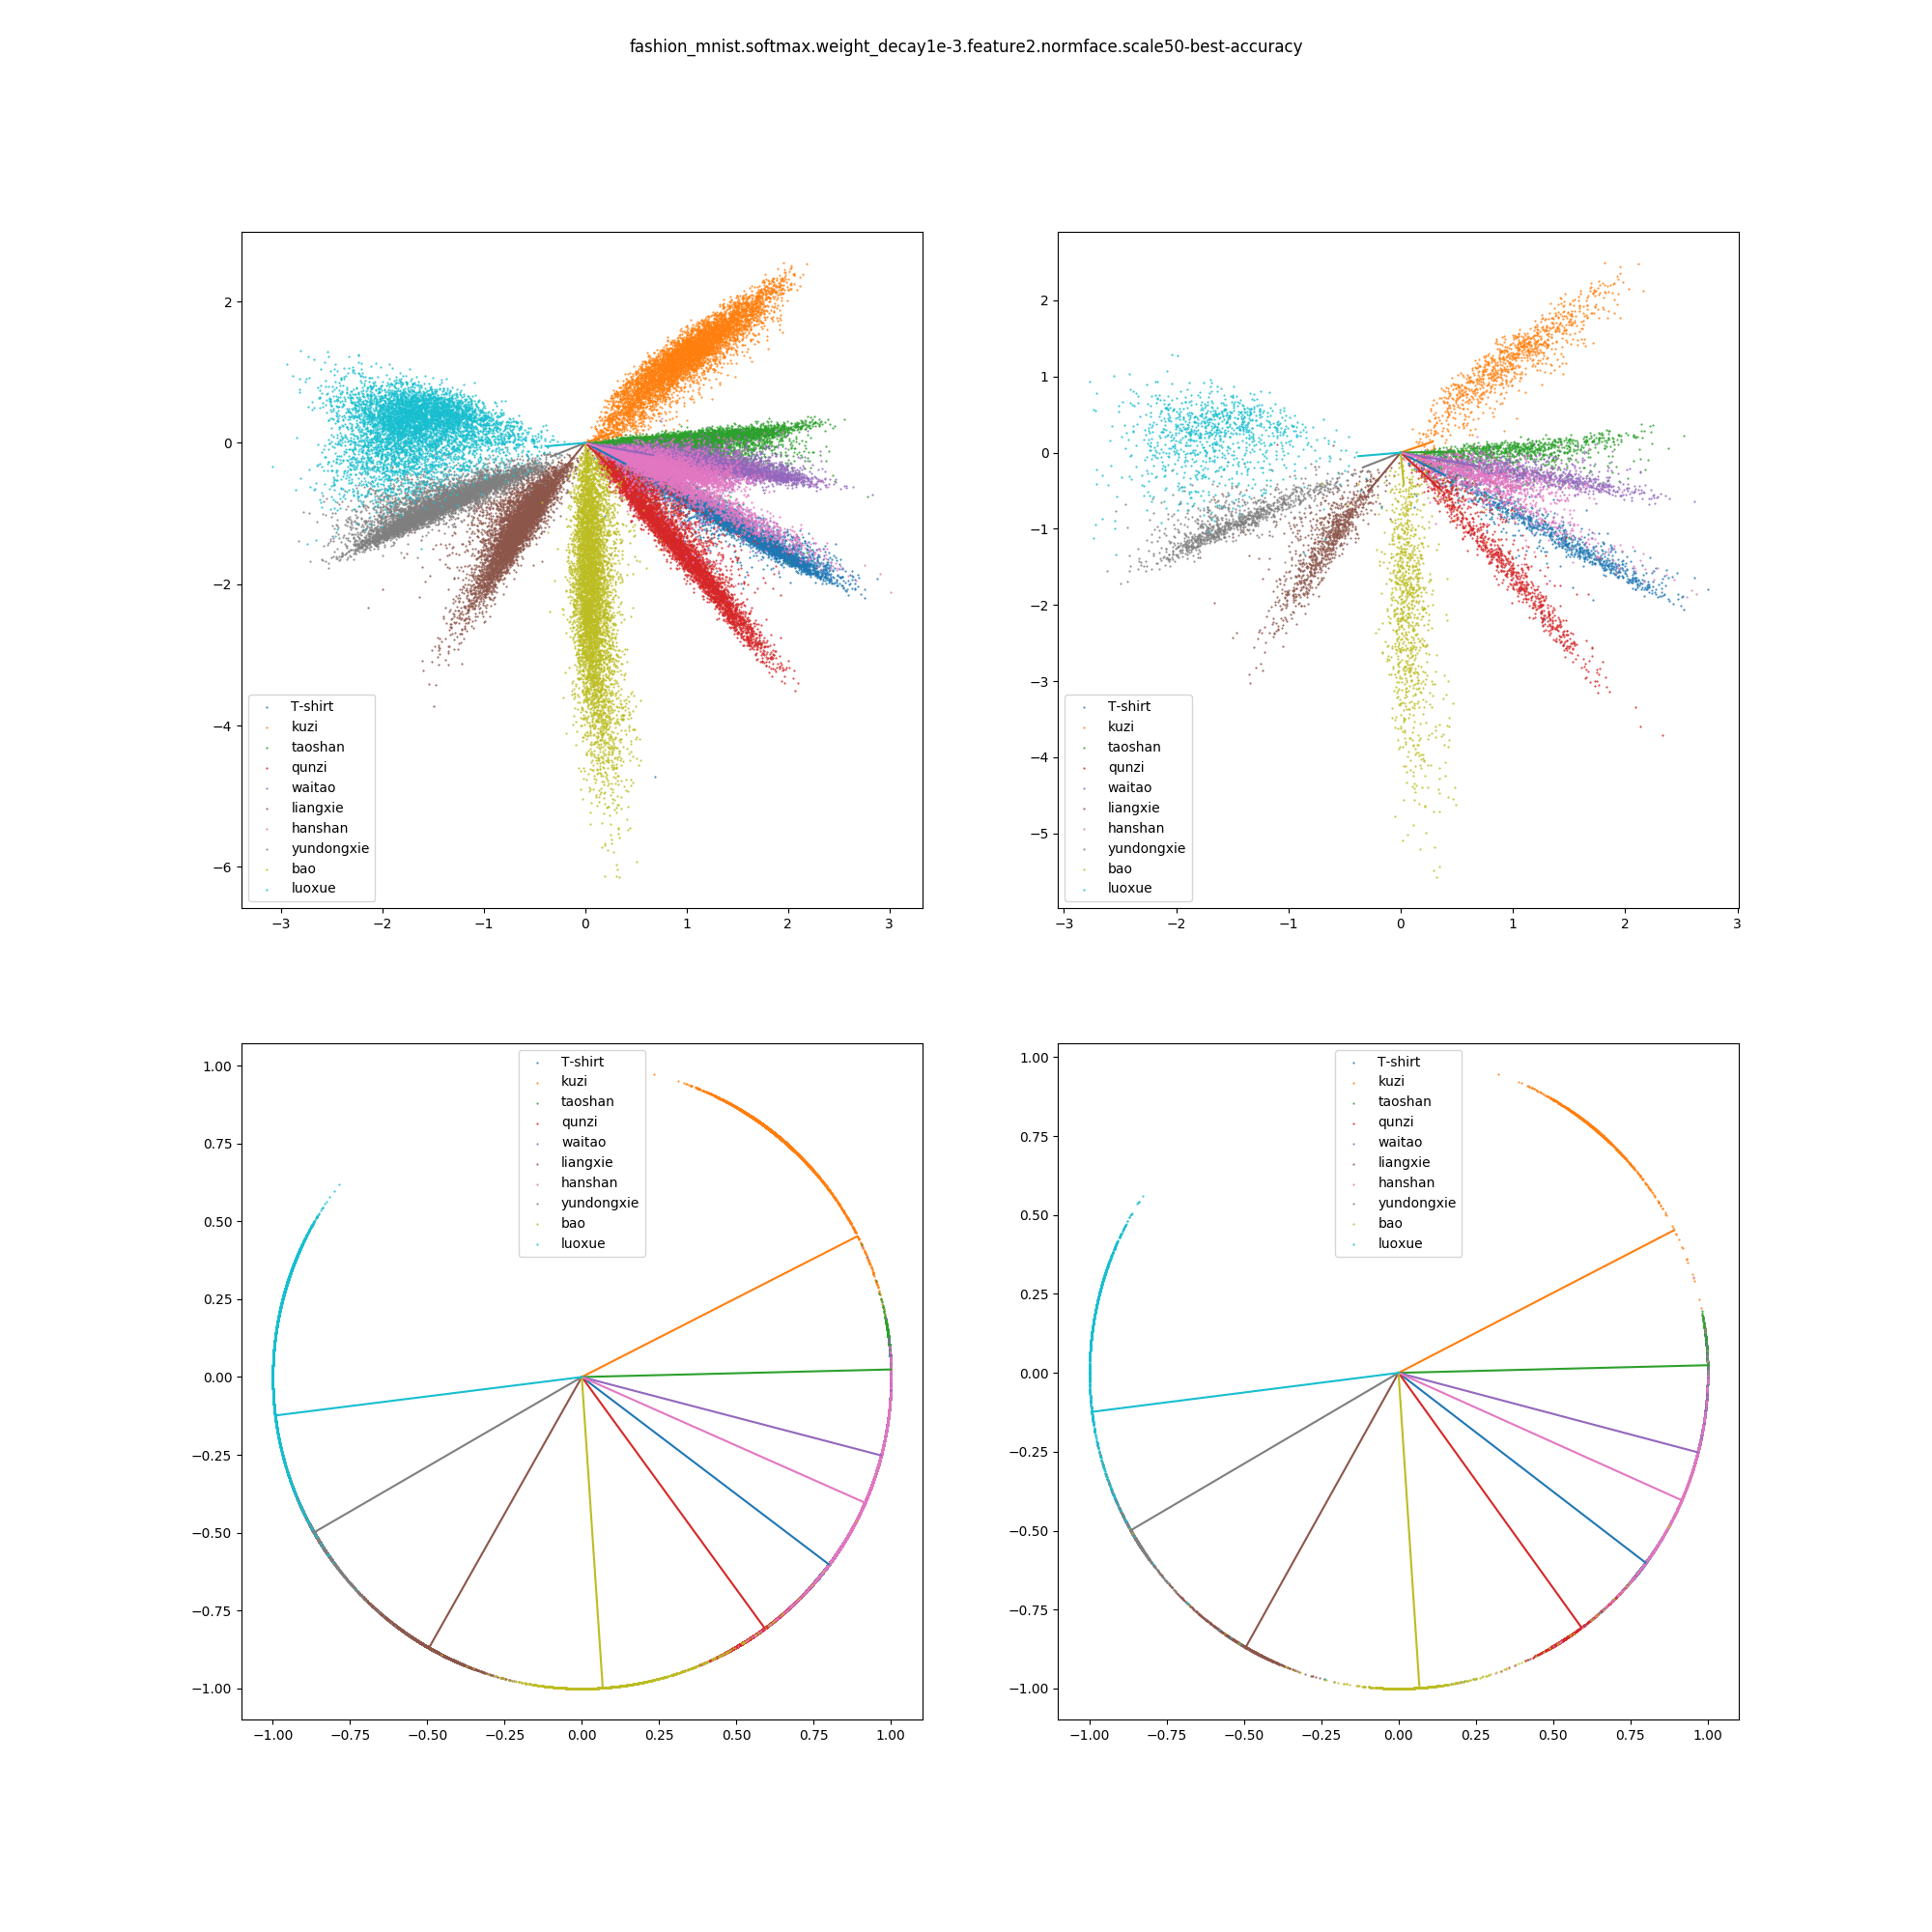 fashion_mnist.softmax.weight_decay1e-3.feature2.normface.scale50-best-accuracy
2
0
−2
−4
−6
T-shirt
kuzi
taoshan
qunzi
waitao
liangxie
hanshan
yundongxie
bao
luoxue
−3
−2
−1
0
1
2
3
2
1
0
−1
−2
−3
−4
−5
T-shirt
kuzi
taoshan
qunzi
waitao
liangxie
hanshan
yundongxie
bao
luoxue
−3
−2
−1
0
1
2
3
1.00
0.75
0.50
0.25
0.00
−0.25
−0.50
−0.75
−1.00
T-shirt
kuzi
taoshan
qunzi
waitao
liangxie
hanshan
yundongxie
bao
luoxue
−1.00
−0.75
−0.50
−0.25
0.00
0.25
0.50
0.75
1.00
1.00
0.75
0.50
0.25
0.00
−0.25
−0.50
−0.75
−1.00
T-shirt
kuzi
taoshan
qunzi
waitao
liangxie
hanshan
yundongxie
bao
luoxue
−1.00
−0.75
−0.50
−0.25
0.00
0.25
0.50
0.75
1.00